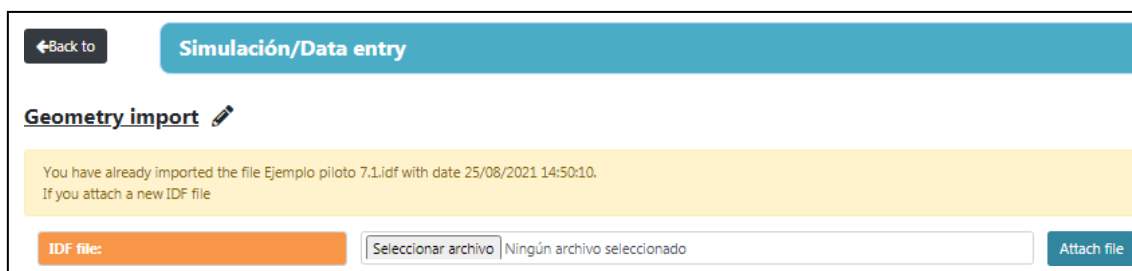 Back to
Simulación/Data entry
Geometry import
You have already imported the file Ejemplo piloto 7.1.idf with date 25/08/2021 14:50:10.
If you attach a new IDF file
IDF file:
Seleccionar archivo Ningún archivo seleccionado
Attach file